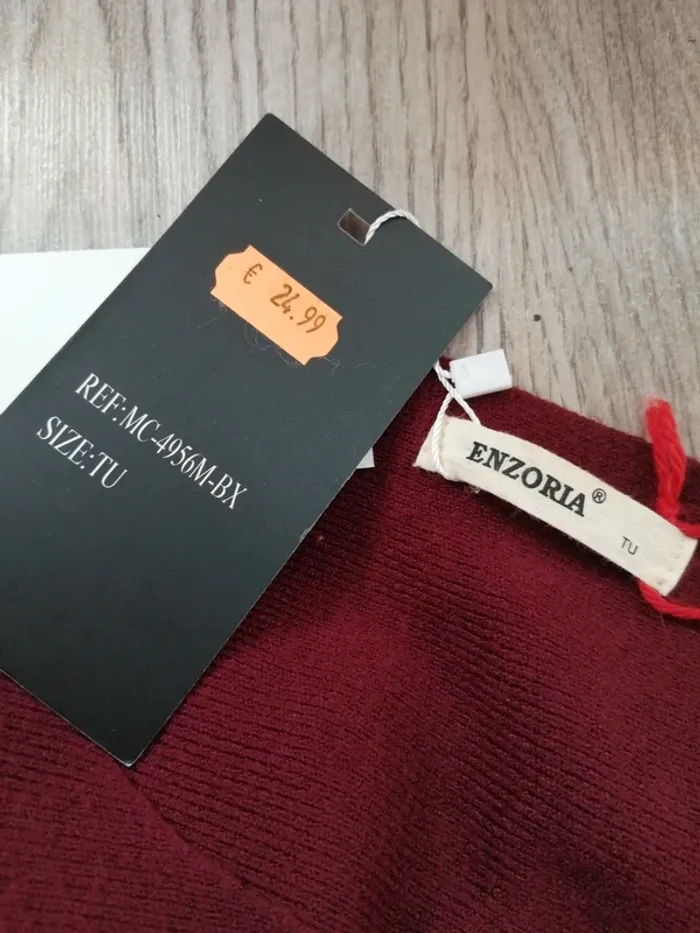 € 24.99
REF:MC-4956M-BX
SIZE:TU
ENZORIA®
TU